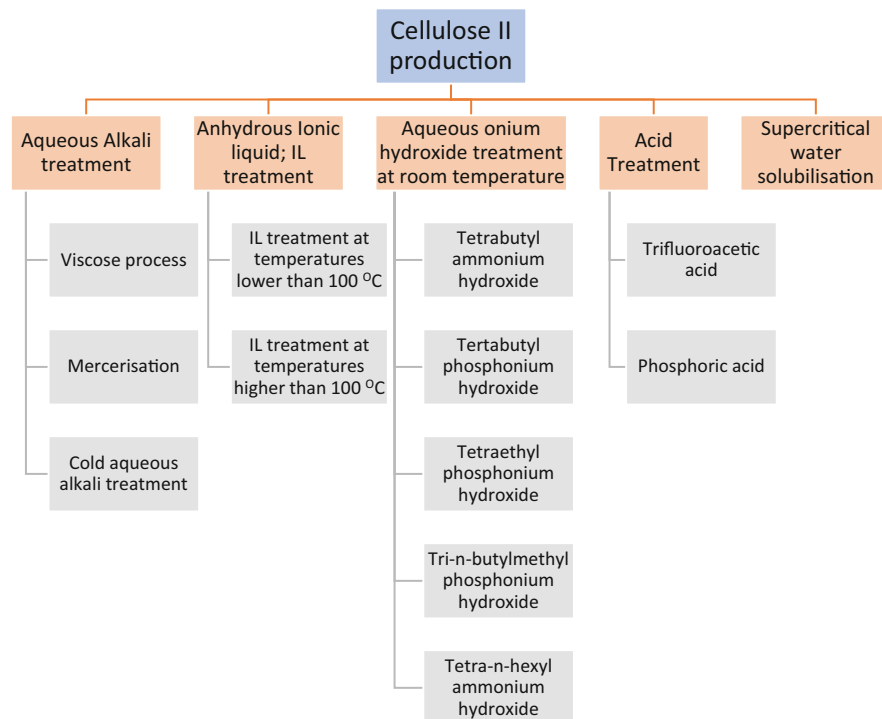 Cellulose II
production
Aqueous Alkali
treatment
Anhydrous Ionic
liquid; IL
treatment
Aqueous onium
hydroxide treatment
at room temperature
Acid
Treatment
Supercritical
water
solubilisation
Viscose process
Mercerisation
Cold aqueous
alkali treatment
IL treatment at
temperatures
lower than 100 ᴼC
IL treatment at
temperatures
higher than 100 ᴼC
Tetrabutyl
ammonium
hydroxide
Tertabutyl
phosphonium
hydroxide
Tetraethyl
phosphonium
hydroxide
Tri-n-butylmethyl
phosphonium
hydroxide
Tetra-n-hexyl
ammonium
hydroxide
Trifluoroacetic
acid
Phosphoric acid